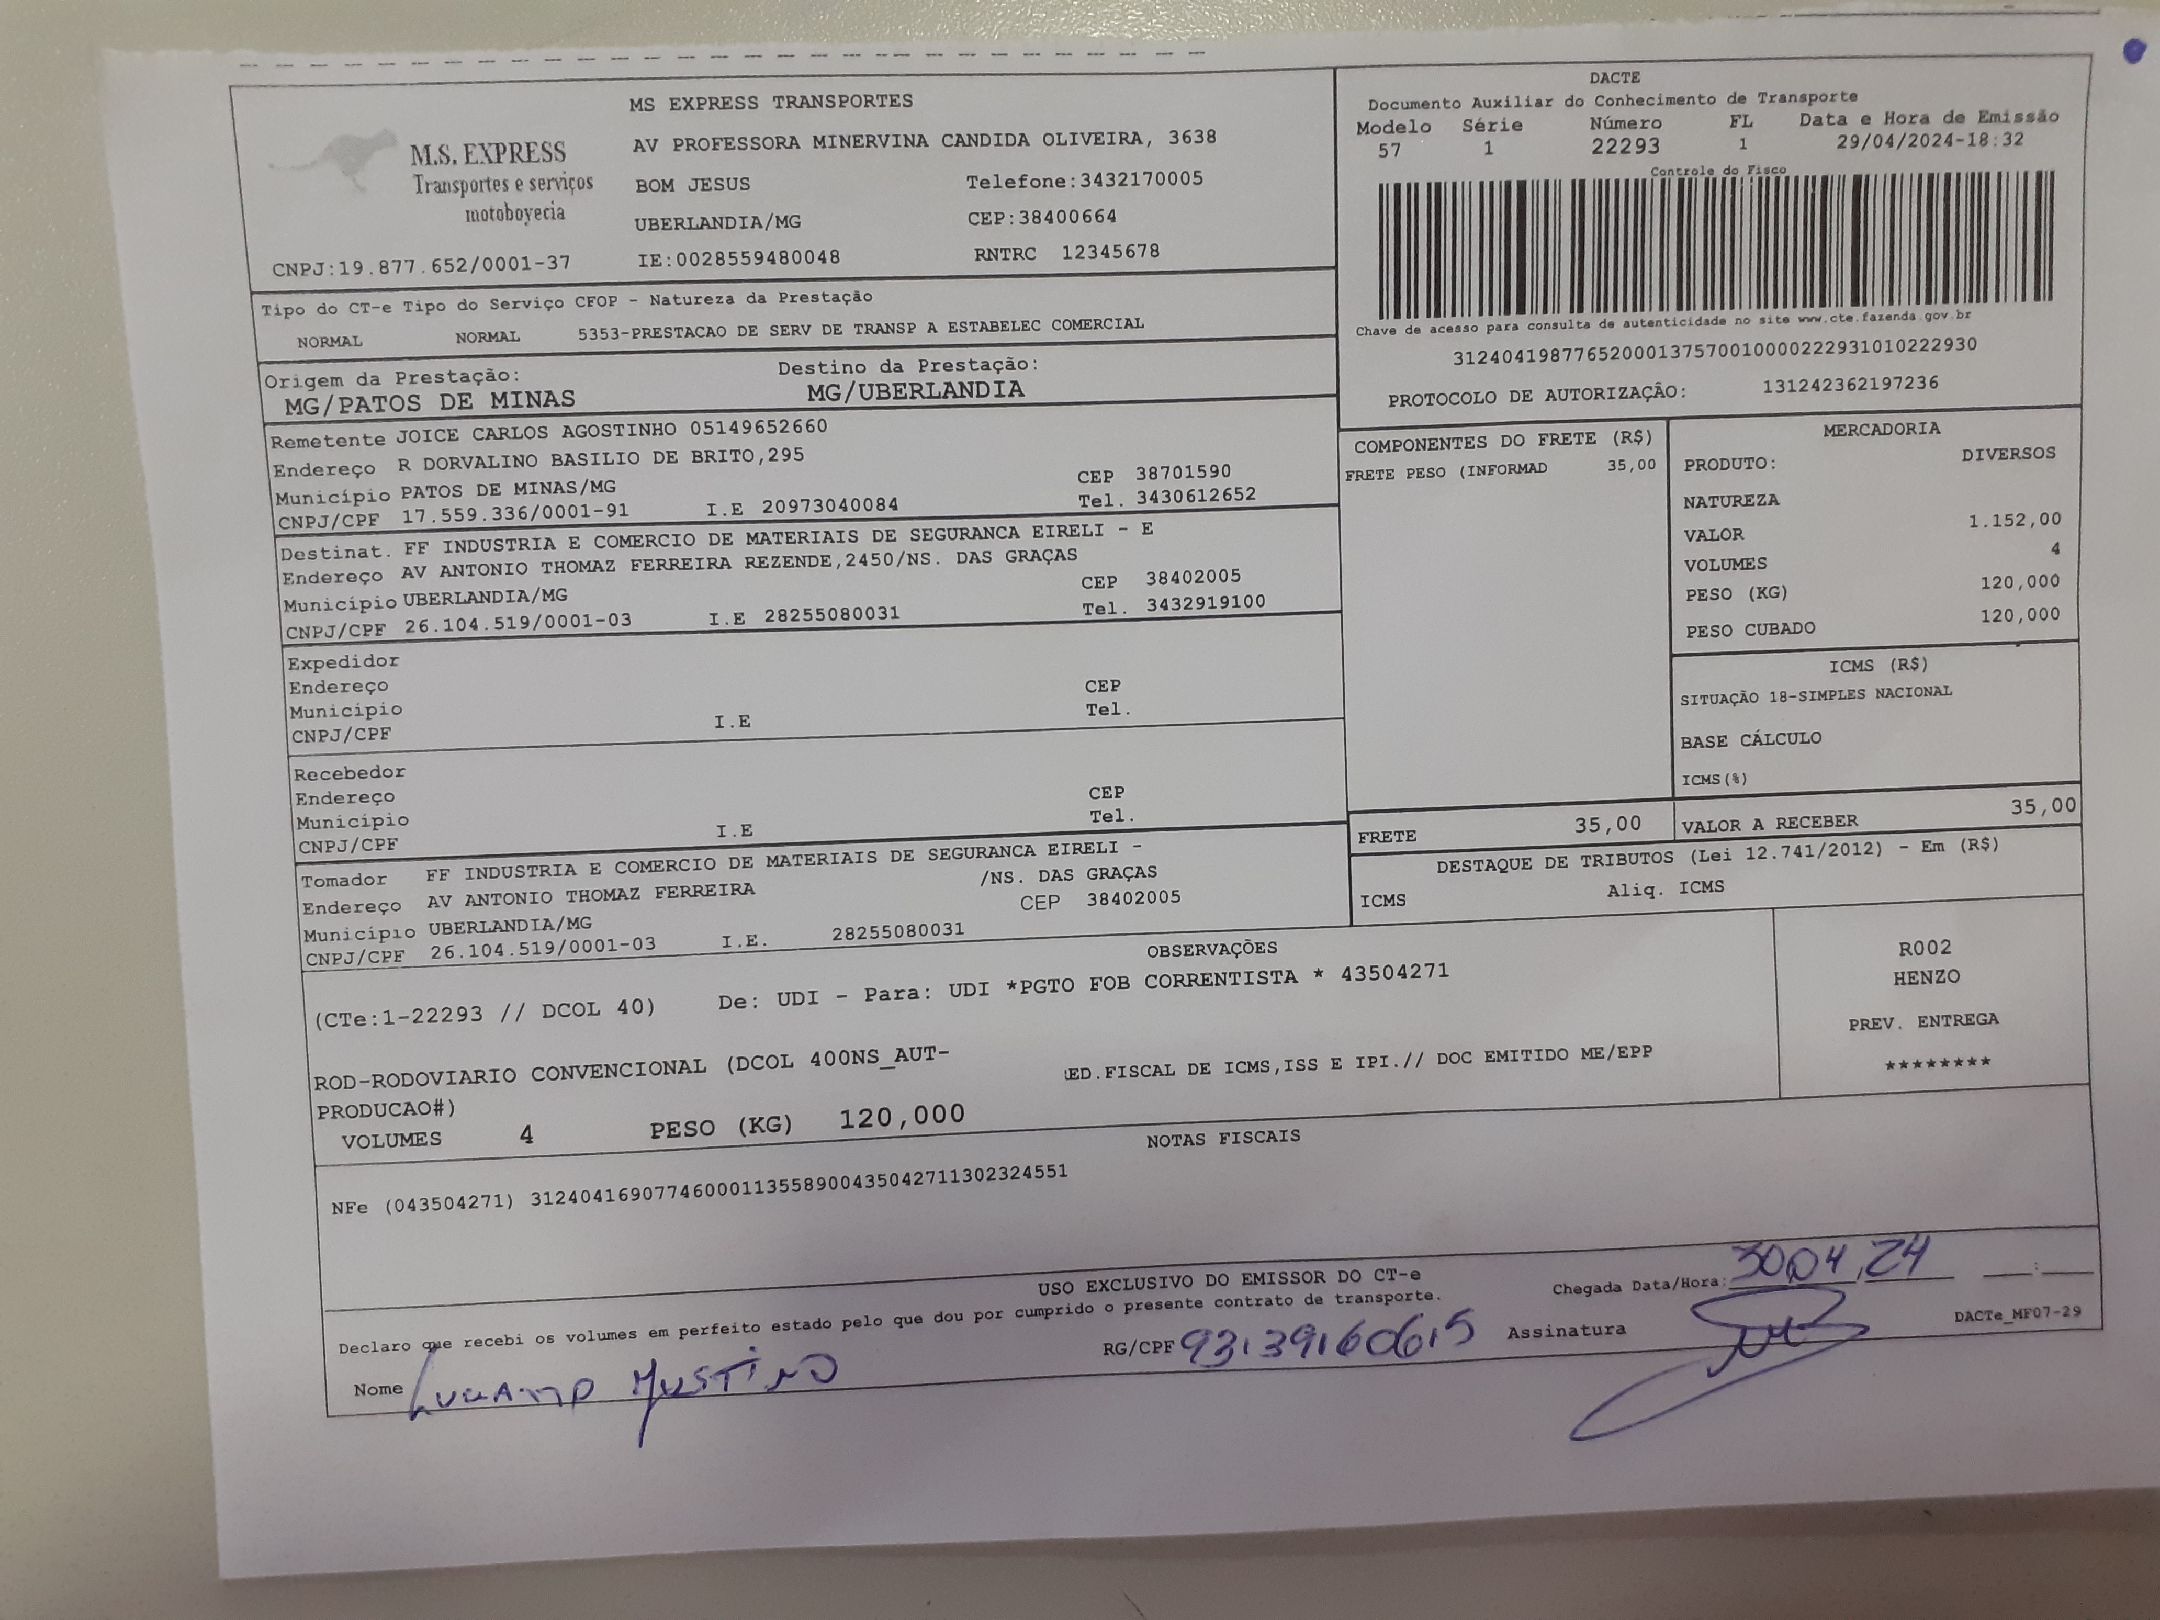 MS EXPRESS TRANSPORTES
M.S. EXPRESS
Transportes e serviços
motoboyecia
AV PROFESSORA MINERVINA CANDIDA OLIVEIRA, 3638
BOM JESUS Telefone:3432170005
UBERLANDIA/MG CEP:38400664
CNPJ:19.877.652/0001-37 IE:0028559480048 RNTRC 12345678
DACTE
Documento Auxiliar do Conhecimento de Transporte
Modelo Série Número FL Data e Hora de Emissão
57 1 22293 1 29/04/2024-18:32
Controle do Fisco
Chave de acesso para consulta de autenticidade no site www.cte.fazenda.gov.br
31240419877652000137570010000222931010222930
PROTOCOLO DE AUTORIZAÇÂO: 131242362197236
Tipo do CT-e Tipo do Serviço CFOP - Natureza da Prestação
NORMAL NORMAL 5353-PRESTACAO DE SERV DE TRANSP A ESTABELEC COMERCIAL
Origem da Prestação: Destino da Prestação:
MG/PATOS DE MINAS MG/UBERLANDIA
Remetente JOICE CARLOS AGOSTINHO 05149652660
Endereço R DORVALINO BASILIO DE BRITO,295
Município PATOS DE MINAS/MG CEP 38701590
CNPJ/CPF 17.559.336/0001-91 I.E 20973040084 Tel. 3430612652
Destinat. FF INDUSTRIA E COMERCIO DE MATERIAIS DE SEGURANCA EIRELI - E
Endereço AV ANTONIO THOMAZ FERREIRA REZENDE,2450/NS. DAS GRAÇAS
Município UBERLANDIA/MG CEP 38402005
CNPJ/CPF 26.104.519/0001-03 I.E 28255080031 Tel. 3432919100
Expedidor
Endereço CEP
Município Tel.
CNPJ/CPF I.E
Recebedor
Endereço CEP
Município Tel.
CNPJ/CPF I.E
Tomador FF INDUSTRIA E COMERCIO DE MATERIAIS DE SEGURANCA EIRELI -
Endereço AV ANTONIO THOMAZ FERREIRA /NS. DAS GRAÇAS
Município UBERLANDIA/MG CEP 38402005
CNPJ/CPF 26.104.519/0001-03 I.E. 28255080031
COMPONENTES DO FRETE (R$)
FRETE PESO (INFORMAD 35,00
MERCADORIA
PRODUTO: DIVERSOS
NATUREZA
VALOR 1.152,00
VOLUMES 4
PESO (KG) 120,000
PESO CUBADO 120,000
ICMS (R$)
SITUAÇÃO 18-SIMPLES NACIONAL
BASE CÁLCULO
ICMS(%)
FRETE 35,00 VALOR A RECEBER 35,00
DESTAQUE DE TRIBUTOS (Lei 12.741/2012) - Em (R$)
ICMS Aliq. ICMS
OBSERVAÇÕES
(CTe:1-22293 // DCOL 40) De: UDI - Para: UDI *PGTO FOB CORRENTISTA * 43504271
ROD-RODOVIARIO CONVENCIONAL (DCOL 400NS_AUT-
PRODUCAO#) ED.FISCAL DE ICMS,ISS E IPI.// DOC EMITIDO ME/EPP
VOLUMES 4 PESO (KG) 120,000
R002
HENZO
PREV. ENTREGA
********
NOTAS FISCAIS
NFe (043504271) 31240416907746000113558900435042711302324551
USO EXCLUSIVO DO EMISSOR DO CT-e
Declaro que recebi os volumes em perfeito estado pelo que dou por cumprido o presente contrato de transporte.
Chegada Data/Hora: 30,04,24 __:__
Nome RG/CPF 93139160615 Assinatura
DACTe_MF07-29